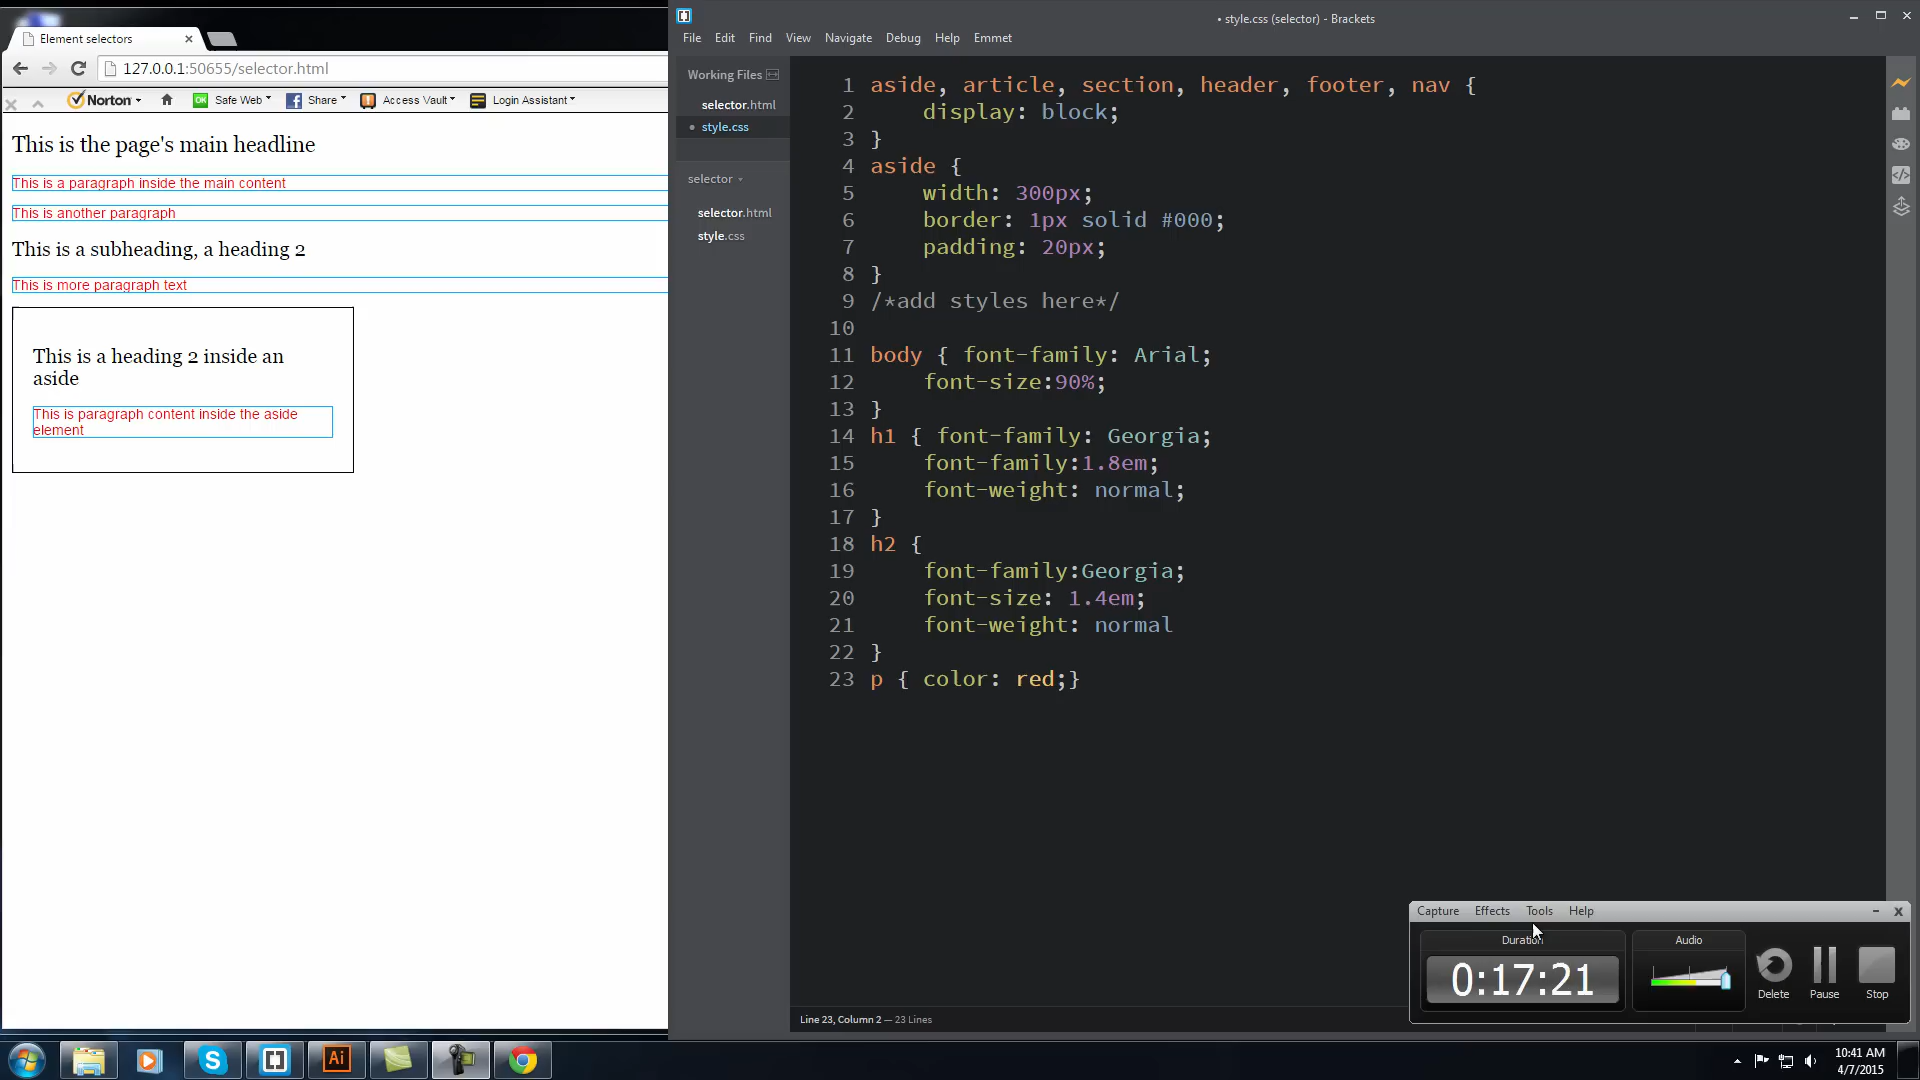 Element selectors
127.0.0.1:50655/selector.html
Norton
Safe Web
Share
Access Vault
Login Assistant
OK
This is the page's main headline
This is a paragraph inside the main content
This is another paragraph
This is a subheading, a heading 2
This is more paragraph text
This is a heading 2 inside an
aside
This is paragraph content inside the aside
element
• style.css (selector) - Brackets
File Edit Find View Navigate Debug Help Emmet
Working Files
selector.html
• style.css
selector
selector.html
style.css
1 aside, article, section, header, footer, nav {
2 display: block;
3 }
4 aside {
5 width: 300px;
6 border: 1px solid #000;
7 padding: 20px;
8 }
9 /*add styles here*/
10
11 body { font-family: Arial;
12 font-size:90%;
13 }
14 h1 { font-family: Georgia;
15 font-family:1.8em;
16 font-weight: normal;
17 }
18 h2 {
19 font-family:Georgia;
20 font-size: 1.4em;
21 font-weight: normal
22 }
23 p { color: red;}
Line 23, Column 2 — 23 Lines
Capture Effects Tools Help
Duration
Audio
0:17:21
Delete
Pause
Stop
Ai
10:41 AM
4/7/2015